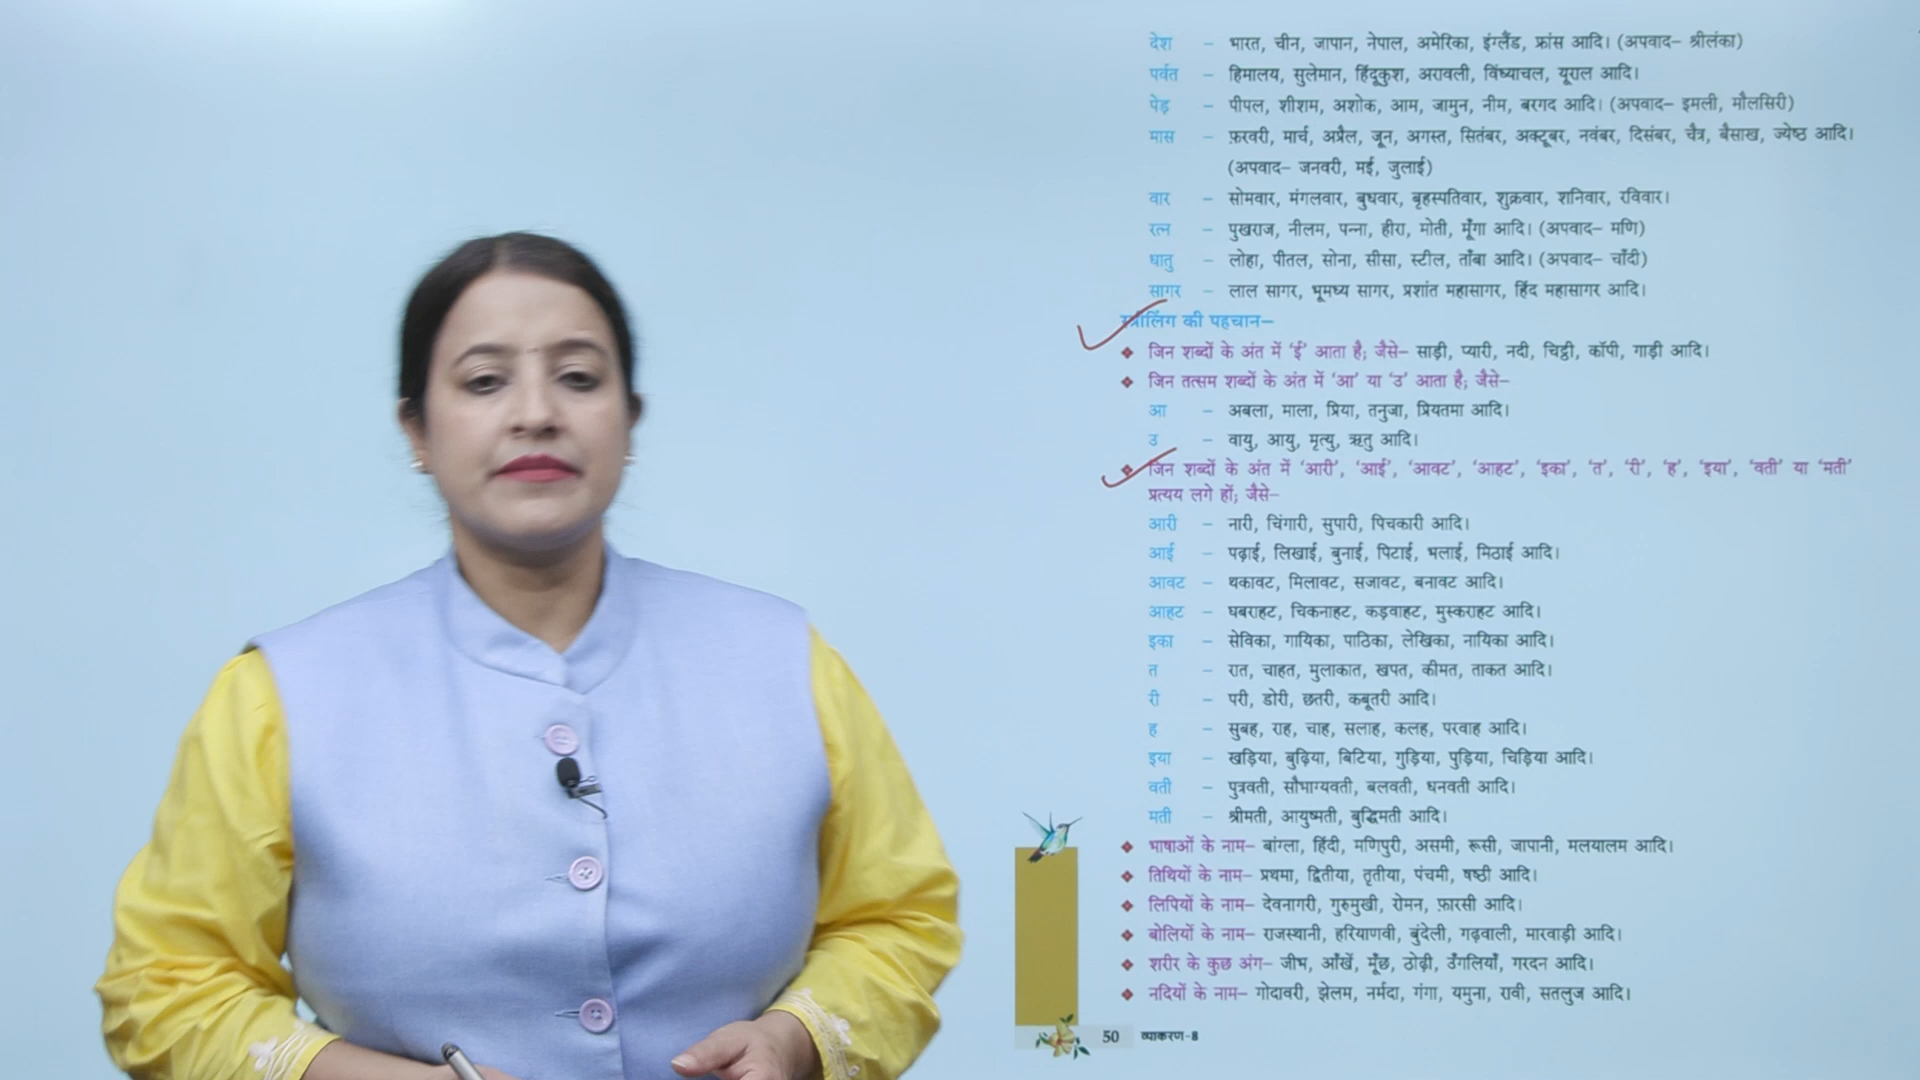 देश – भारत, चीन, जापान, नेपाल, अमेरिका, इंग्लैंड, फ्रांस आदि। (अपवाद– श्रीलंका)
पर्वत – हिमालय, सुलेमान, हिंदूकुश, अरावली, विंध्याचल, यूराल आदि।
पेड़ – पीपल, शीशम, अशोक, आम, जामुन, नीम, बरगद आदि। (अपवाद– इमली, मौलसिरी)
मास – फ़रवरी, मार्च, अप्रैल, जून, अगस्त, सितंबर, अक्टूबर, नवंबर, दिसंबर, चैत्र, बैसाख, ज्येष्ठ आदि।
(अपवाद– जनवरी, मई, जुलाई)
वार – सोमवार, मंगलवार, बुधवार, बृहस्पतिवार, शुक्रवार, शनिवार, रविवार।
रत्न – पुखराज, नीलम, पन्ना, हीरा, मोती, मूँगा आदि। (अपवाद– मणि)
धातु – लोहा, पीतल, सोना, सीसा, स्टील, ताँबा आदि। (अपवाद– चाँदी)
सागर – लाल सागर, भूमध्य सागर, प्रशांत महासागर, हिंद महासागर आदि।
स्त्रीलिंग की पहचान–
❖ जिन शब्दों के अंत में ‘ई’ आता है; जैसे– साड़ी, प्यारी, नदी, चिट्ठी, कॉपी, गाड़ी आदि।
❖ जिन तत्सम शब्दों के अंत में ‘आ’ या ‘उ’ आता है; जैसे–
आ – अबला, माला, प्रिया, तनुजा, प्रियतमा आदि।
उ – वायु, आयु, मृत्यु, ऋतु आदि।
❖ जिन शब्दों के अंत में ‘आरी’, ‘आई’, ‘आवट’, ‘आहट’, ‘इका’, ‘त’, ‘री’, ‘ह’, ‘इया’, ‘वती’ या ‘मती’
प्रत्यय लगे हों; जैसे–
आरी – नारी, चिंगारी, सुपारी, पिचकारी आदि।
आई – पढ़ाई, लिखाई, बुनाई, पिटाई, भलाई, मिठाई आदि।
आवट – थकावट, मिलावट, सजावट, बनावट आदि।
आहट – घबराहट, चिकनाहट, कड़वाहट, मुस्कराहट आदि।
इका – सेविका, गायिका, पाठिका, लेखिका, नायिका आदि।
त – रात, चाहत, मुलाकात, खपत, कीमत, ताकत आदि।
री – परी, डोरी, छतरी, कबूतरी आदि।
ह – सुबह, राह, चाह, सलाह, कलह, परवाह आदि।
इया – खड़िया, बुढ़िया, बिटिया, गुड़िया, पुड़िया, चिड़िया आदि।
वती – पुत्रवती, सौभाग्यवती, बलवती, धनवती आदि।
मती – श्रीमती, आयुष्मती, बुद्धिमती आदि।
❖ भाषाओं के नाम– बांग्ला, हिंदी, मणिपुरी, असमी, रूसी, जापानी, मलयालम आदि।
❖ तिथियों के नाम– प्रथमा, द्वितीया, तृतीया, पंचमी, षष्ठी आदि।
❖ लिपियों के नाम– देवनागरी, गुरुमुखी, रोमन, फ़ारसी आदि।
❖ बोलियों के नाम– राजस्थानी, हरियाणवी, बुंदेली, गढ़वाली, मारवाड़ी आदि।
❖ शरीर के कुछ अंग– जीभ, आँखें, मूँछ, ठोढ़ी, उँगलियाँ, गरदन आदि।
❖ नदियों के नाम– गोदावरी, झेलम, नर्मदा, गंगा, यमुना, रावी, सतलुज आदि।
50 व्याकरण-8